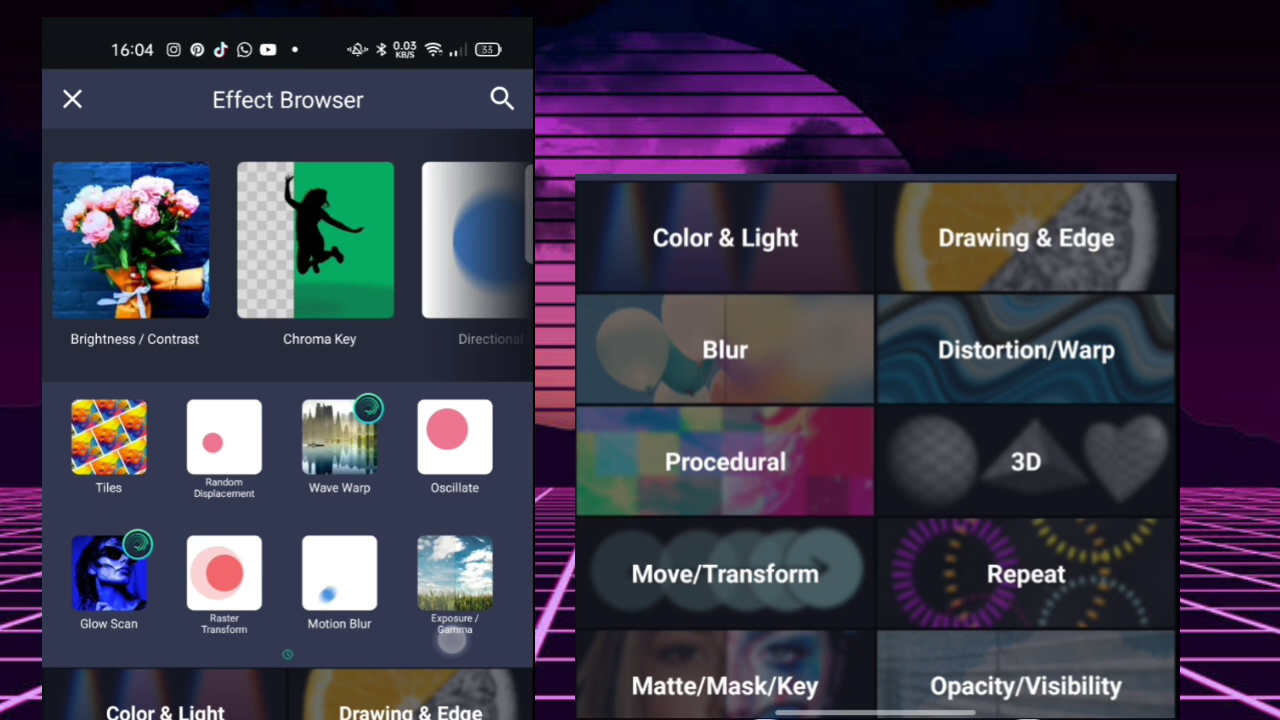 16:04
0.03
KB/S
33
Effect Browser
Brightness / Contrast
Chroma Key
Directional
Tiles
Random
Displacement
Wave Warp
Oscillate
Glow Scan
Raster
Transform
Motion Blur
Exposure /
Gamma
Color & Light
Drawing & Edge
Color & Light
Drawing & Edge
Blur
Distortion/Warp
Procedural
3D
Move/Transform
Repeat
Matte/Mask/Key
Opacity/Visibility